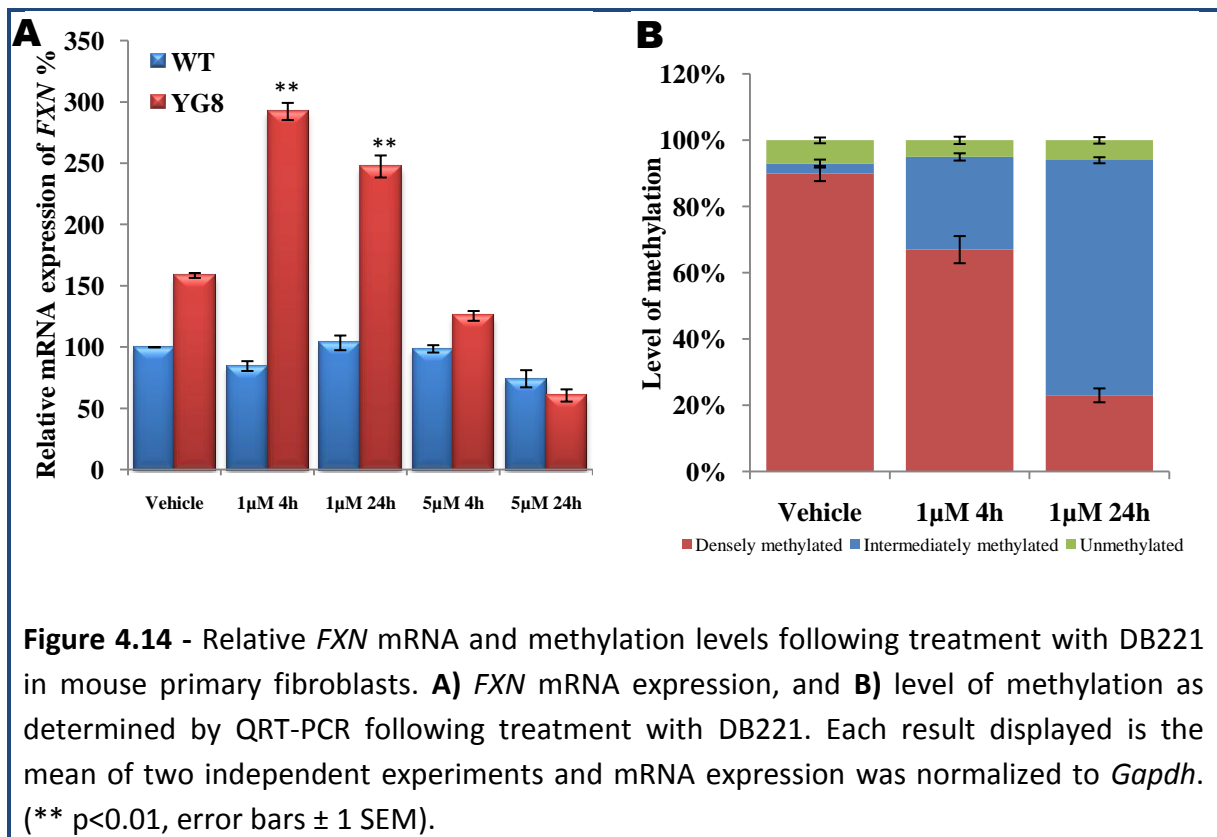 A
350
300
250
200
150
100
50
0
Relative mRNA expression of FXN %
WT
YG8
**
**
Vehicle 1µM 4h 1µM 24h 5µM 4h 5µM 24h
B
120%
100%
80%
60%
40%
20%
0%
Level of methylation
Vehicle 1µM 4h 1µM 24h
Densely methylated Intermediately methylated Unmethylated
Figure 4.14 - Relative FXN mRNA and methylation levels following treatment with DB221
in mouse primary fibroblasts. A) FXN mRNA expression, and B) level of methylation as
determined by QRT-PCR following treatment with DB221. Each result displayed is the
mean of two independent experiments and mRNA expression was normalized to Gapdh.
(** p<0.01, error bars ± 1 SEM).